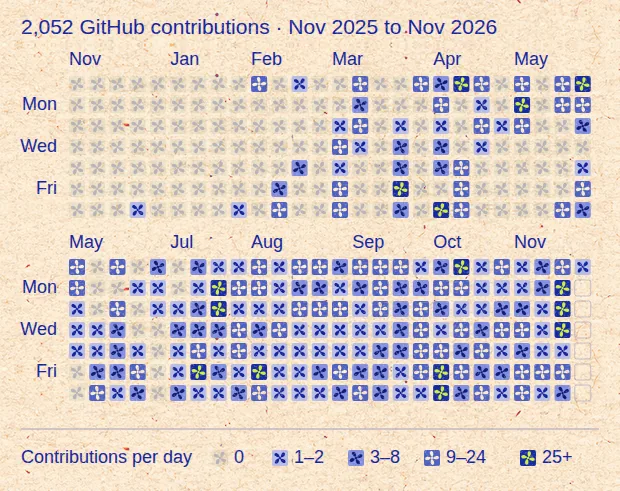 2,052 GitHub contributions · Nov 2025 to Nov 2026
Nov Jan Feb Mar Apr May
Mon
Wed
Fri
May Jul Aug Sep Oct Nov
Mon
Wed
Fri
Contributions per day 0 1–2 3–8 9–24 25+